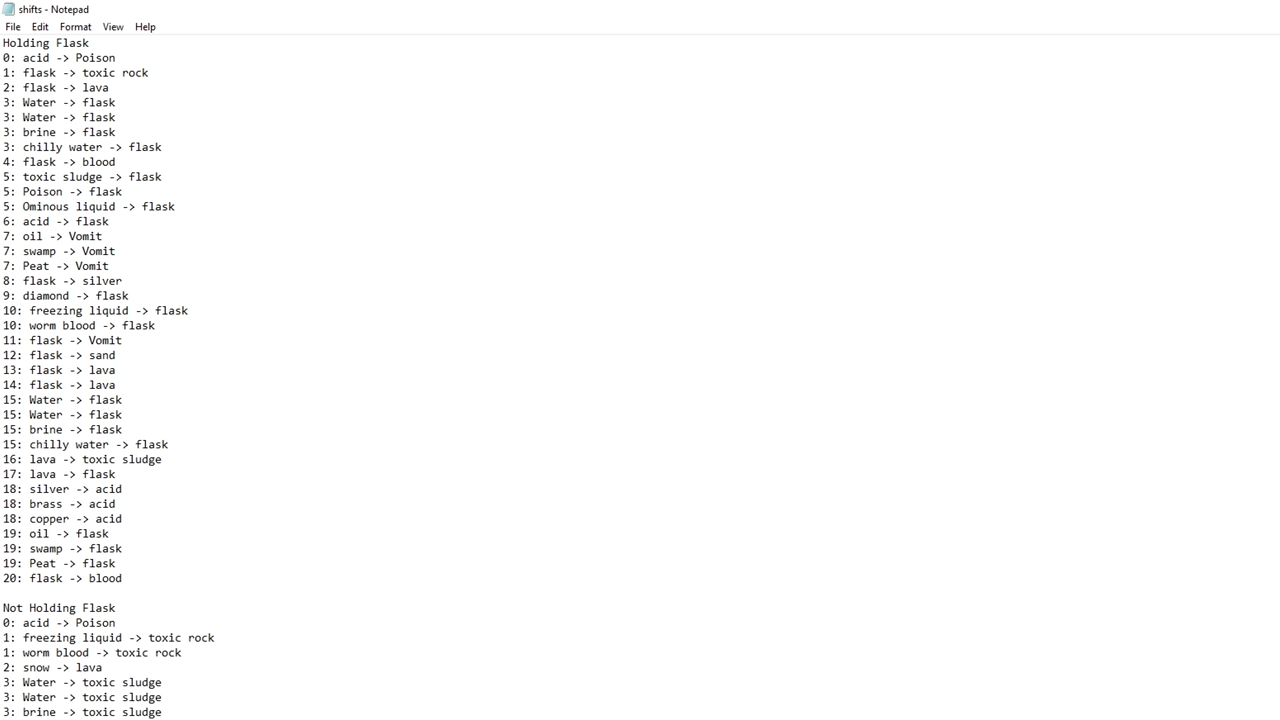 shifts - Notepad
File Edit Format View Help
Holding Flask
0: acid -> Poison
1: flask -> toxic rock
2: flask -> lava
3: Water -> flask
3: Water -> flask
3: brine -> flask
3: chilly water -> flask
4: flask -> blood
5: toxic sludge -> flask
5: Poison -> flask
5: Ominous liquid -> flask
6: acid -> flask
7: oil -> Vomit
7: swamp -> Vomit
7: Peat -> Vomit
8: flask -> silver
9: diamond -> flask
10: freezing liquid -> flask
10: worm blood -> flask
11: flask -> Vomit
12: flask -> sand
13: flask -> lava
14: flask -> lava
15: Water -> flask
15: Water -> flask
15: brine -> flask
15: chilly water -> flask
16: lava -> toxic sludge
17: lava -> flask
18: silver -> acid
18: brass -> acid
18: copper -> acid
19: oil -> flask
19: swamp -> flask
19: Peat -> flask
20: flask -> blood
Not Holding Flask
0: acid -> Poison
1: freezing liquid -> toxic rock
1: worm blood -> toxic rock
2: snow -> lava
3: Water -> toxic sludge
3: Water -> toxic sludge
3: brine -> toxic sludge